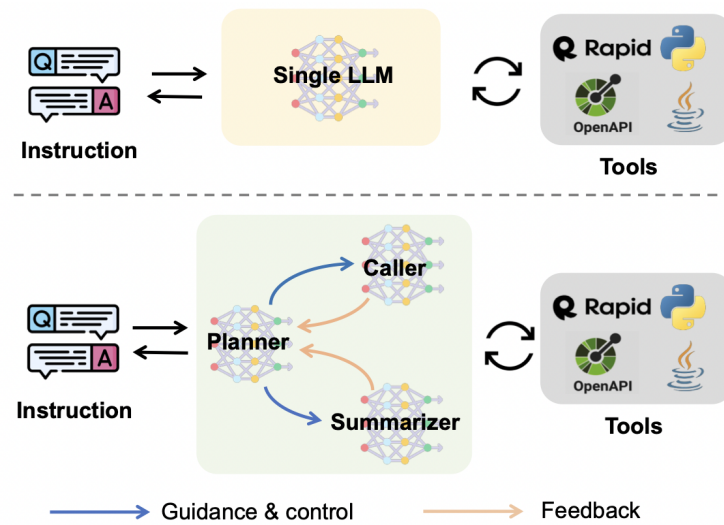 Q
A
Instruction
Single LLM
Rapid
OpenAPI
Tools
Q
A
Instruction
Caller
Planner
Summarizer
Rapid
OpenAPI
Tools
Guidance & control
Feedback